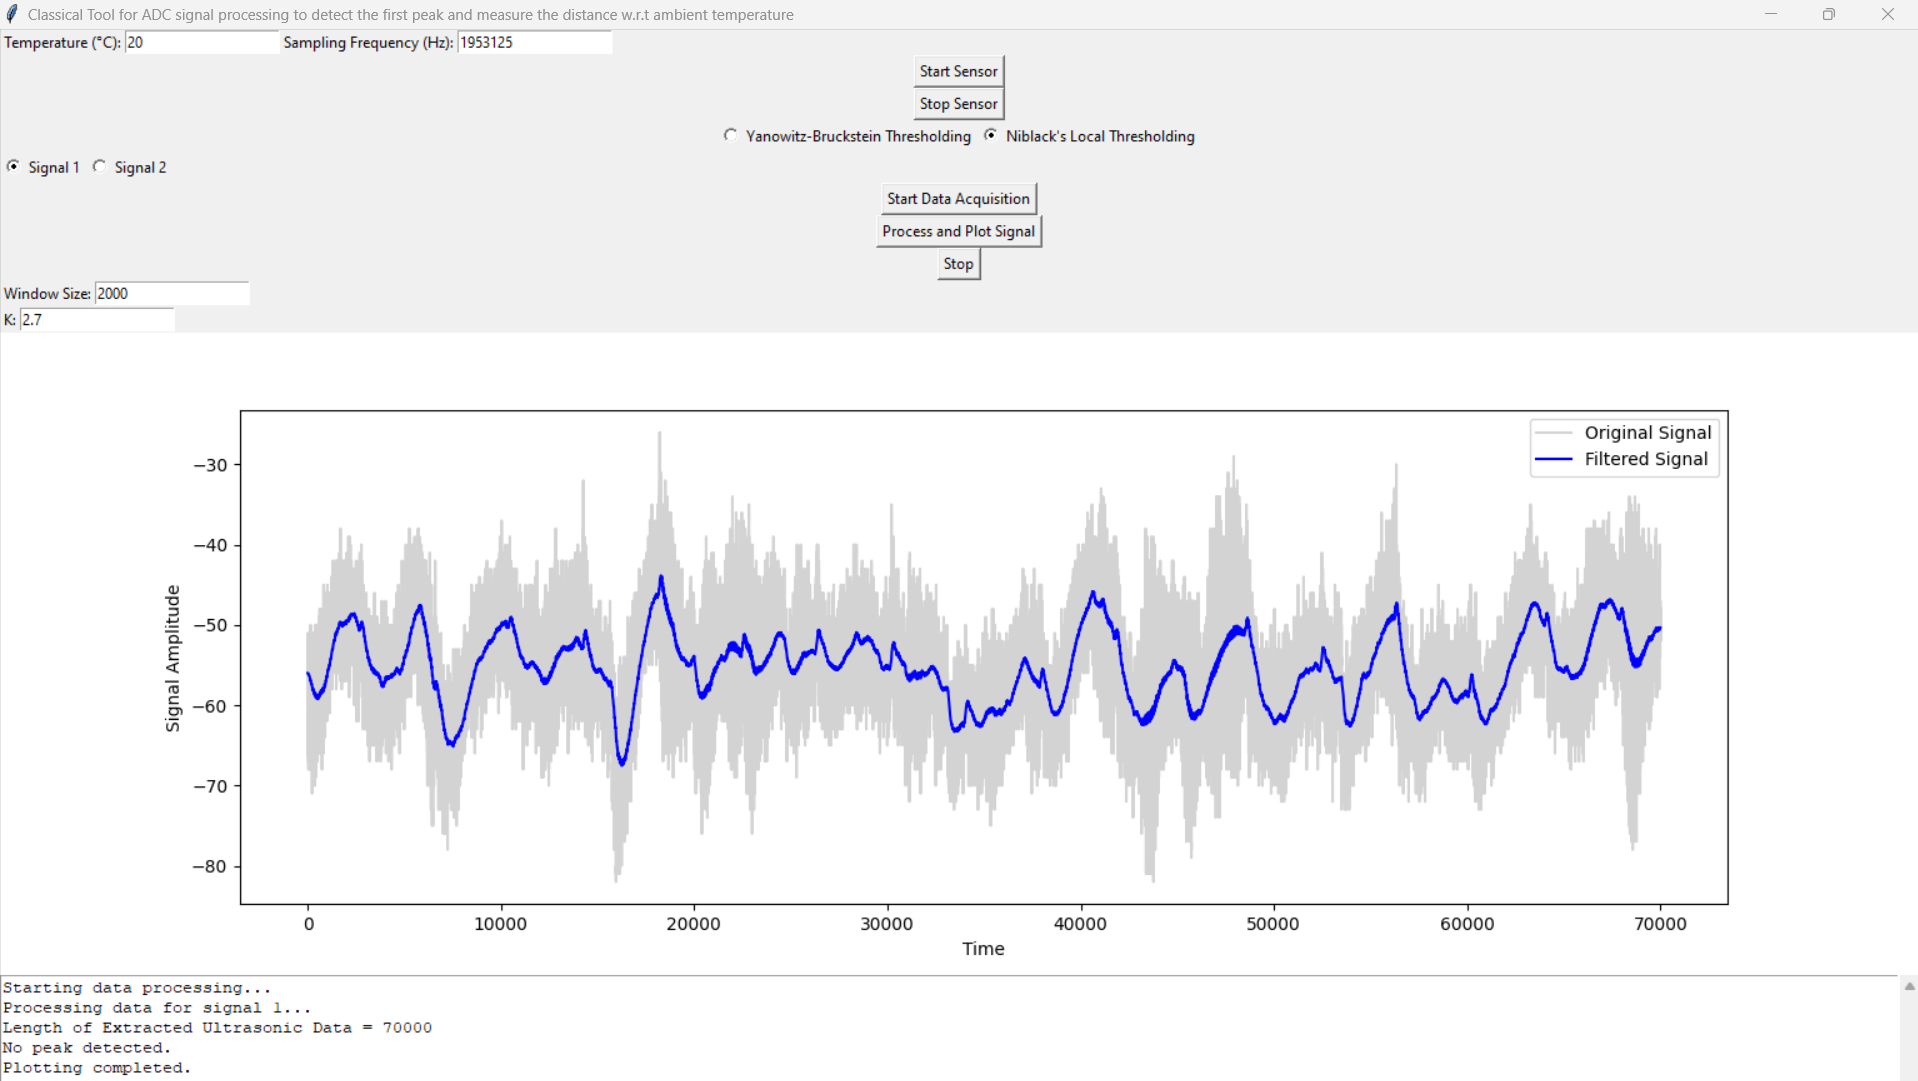 Classical Tool for ADC signal processing to detect the first peak and measure the distance w.r.t ambient temperature
Temperature (°C): 20 Sampling Frequency (Hz): 1953125
Start Sensor
Stop Sensor
Yanowitz-Bruckstein Thresholding Niblack's Local Thresholding
Signal 1 Signal 2
Start Data Acquisition
Process and Plot Signal
Stop
Window Size: 2000
K: 2.7
Original Signal
Filtered Signal
Signal Amplitude
−30
−40
−50
−60
−70
−80
0 10000 20000 30000 40000 50000 60000 70000
Time
Starting data processing...
Processing data for signal 1...
Length of Extracted Ultrasonic Data = 70000
No peak detected.
Plotting completed.